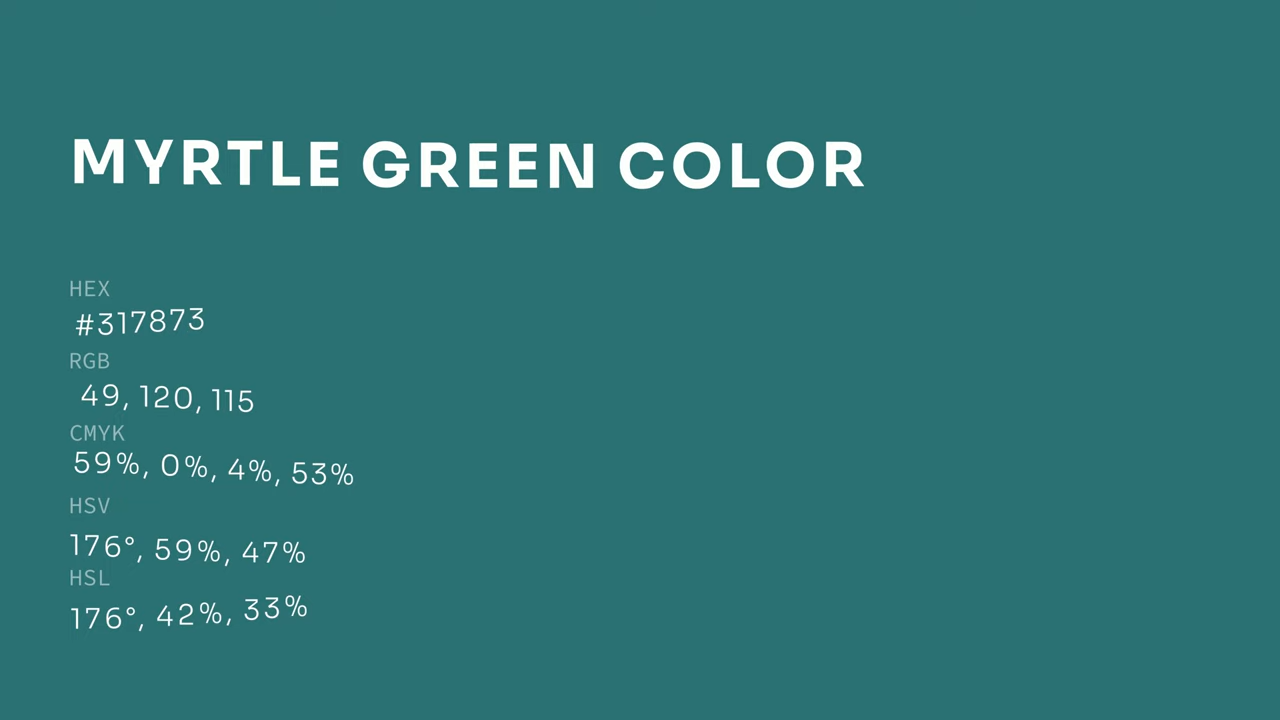 MYRTLE GREEN COLOR
HEX
#317873
RGB
49, 120, 115
CMYK
59%, 0%, 4%, 53%
HSV
176°, 59%, 47%
HSL
176°, 42%, 33%